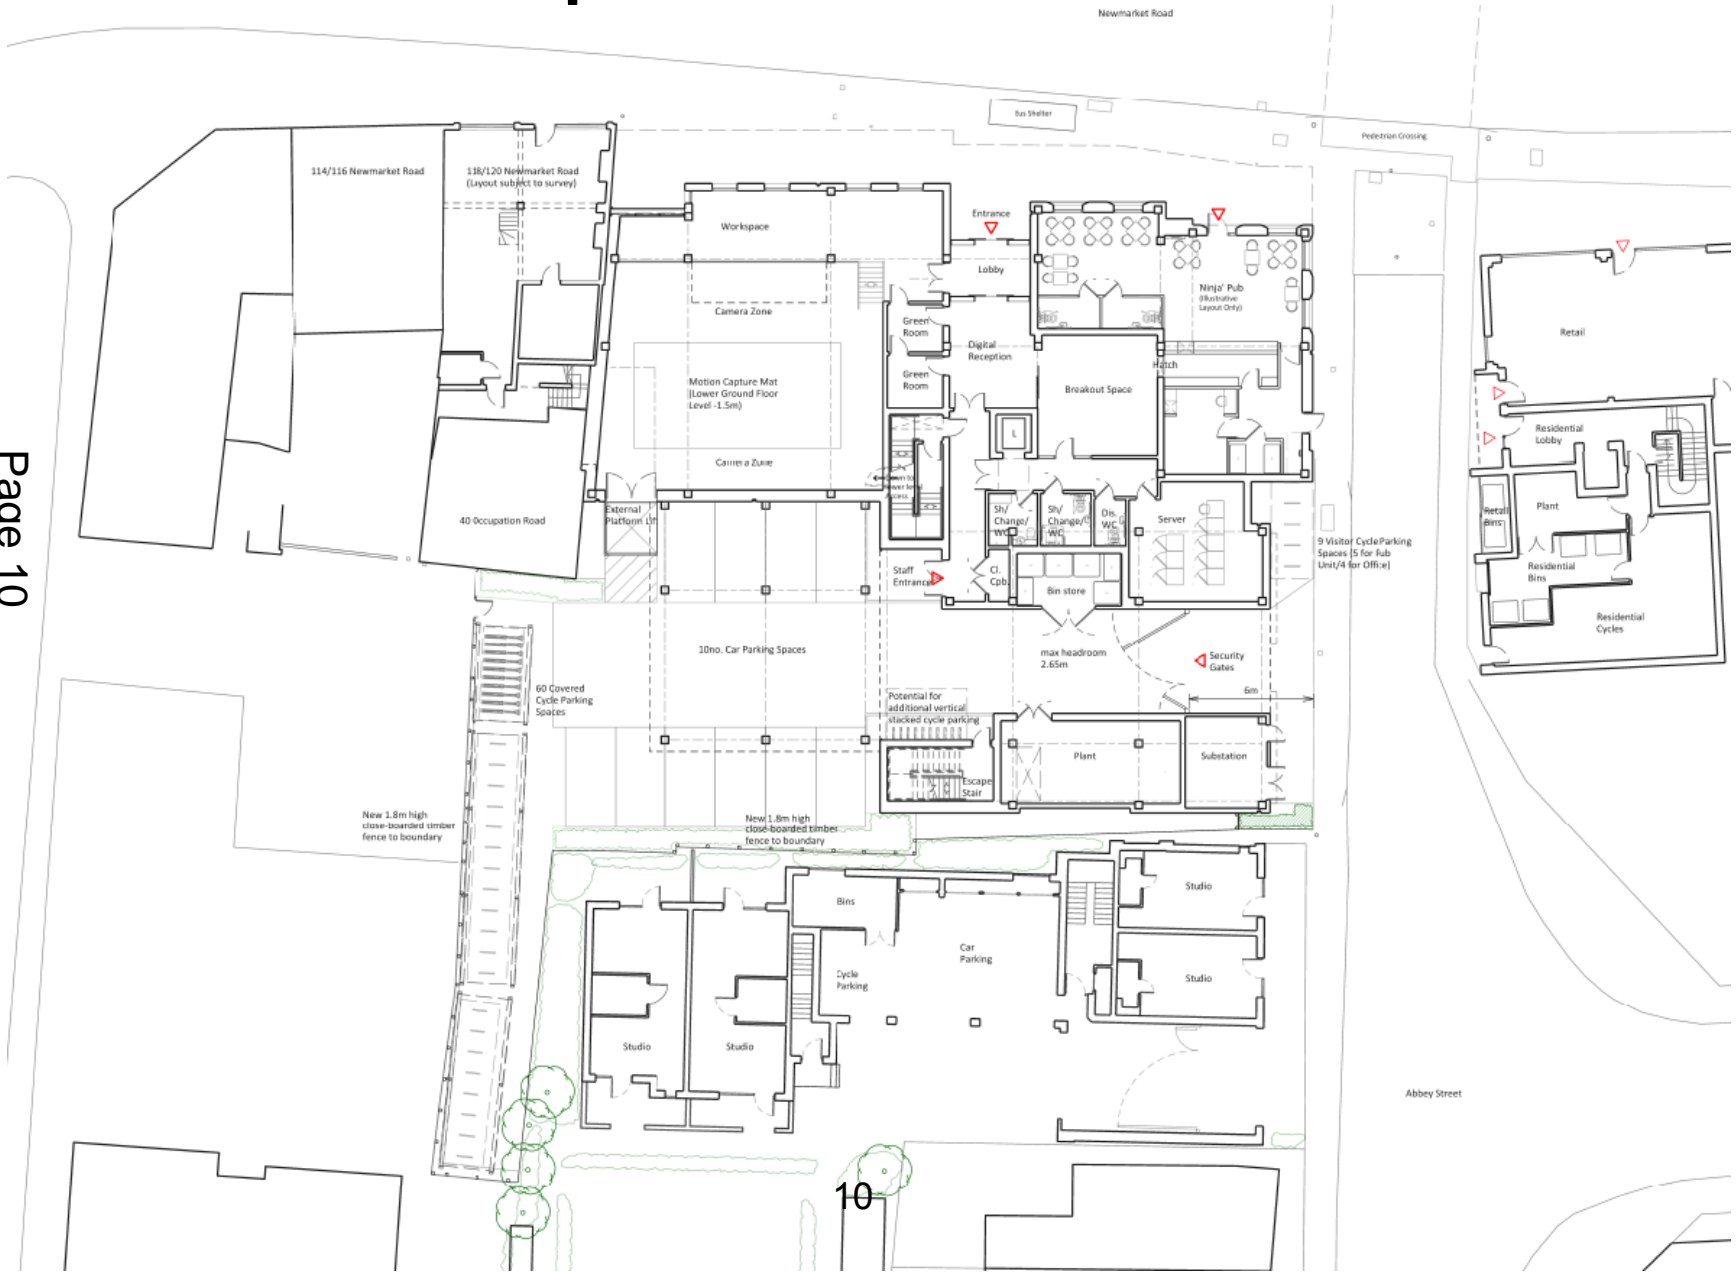 Newmarket Road
bus Shelter
Pedestrian Crossing
114/116 Newmarket Road
118/120 Newmarket Road
(Layout subject to survey)
Workspace
Entrance
Lobby
Ninja' Pub
(Illustrative
Layout Only)
Camera Zone
Green
Room
Digital
Reception
Retail
Hatch
Motion Capture Mat
(Lower Ground Floor
Level -1.5m)
Green
Room
Breakout Space
L
Residential
Lobby
Camera Zone
Down to
lower level
Access
Page 10
40 Occupation Road
External
Platform Lif
Sh/
Change/
WC
Sh/
Change/
WC
Dis.
WC
Server
Retail
Bins
Plant
9 Visitor CycleParking
Spaces (5 for Pub
Unit/4 for Office)
Staff
Entrance
Cl.
Cpb.
Bin store
Residential
Bins
Residential
Cycles
10no. Car Parking Spaces
max headroom
2.65m
Security
Gates
6m
60 Covered
Cycle Parking
Spaces
Potential for
additional vertical
stacked cycle parking
Plant
Substation
Escape
Stair
New 1.8m high
close-boarded timber
fence to boundary
New 1.8m high
close-boarded timber
fence to boundary
Bins
Studio
Car
Parking
Cycle
Parking
Studio
Studio
Studio
Abbey Street
10